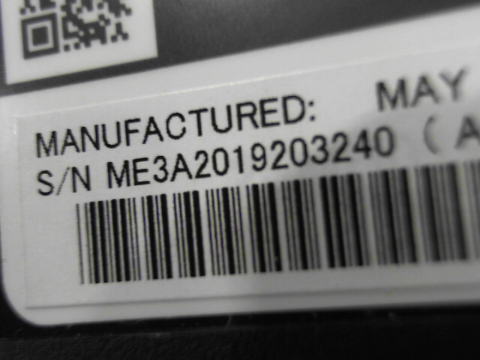 MANUFACTURED: MAY
S/N ME3A2019203240 ( A